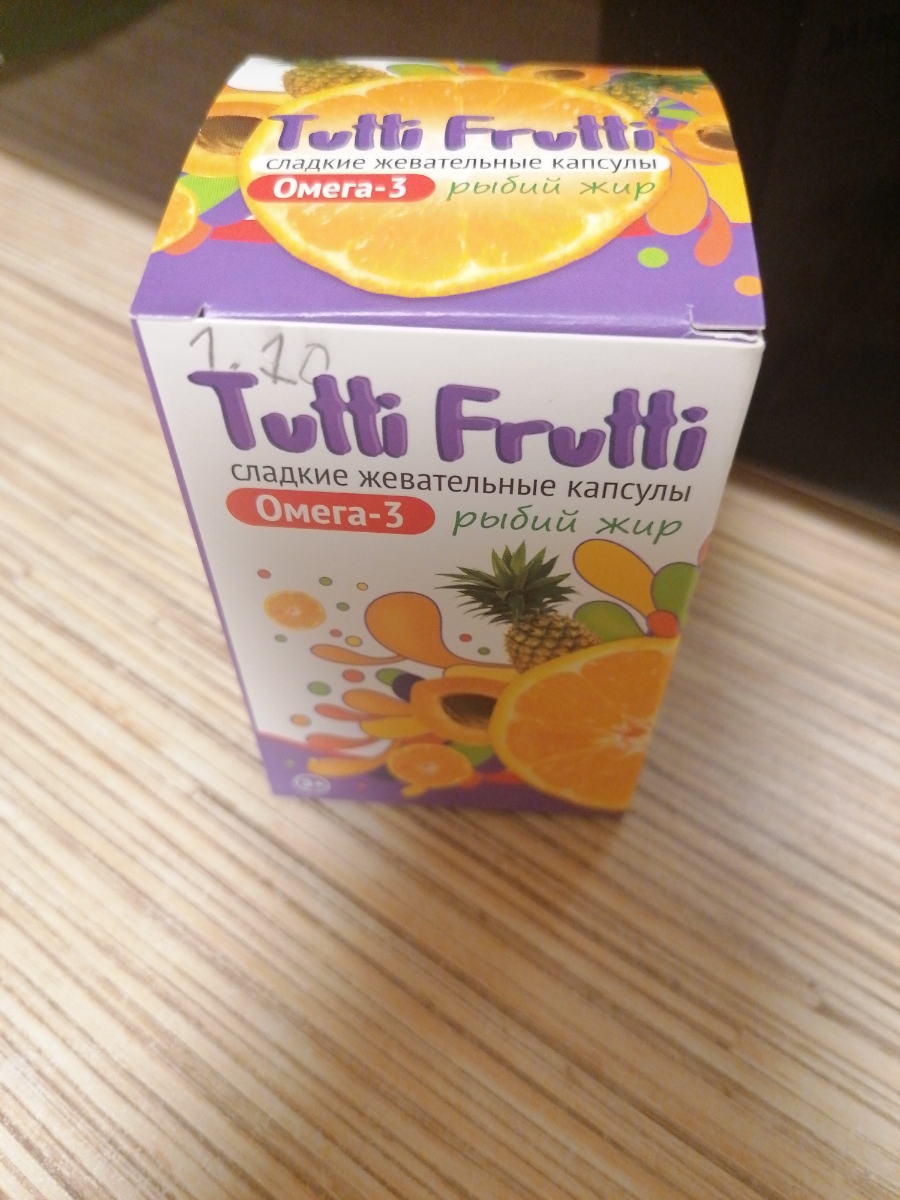 Tutti Frutti
сладкие жевательные капсулы
Омега-3 рыбий жир
1.10
Tutti Frutti
сладкие жевательные капсулы
Омега-3 рыбий жир